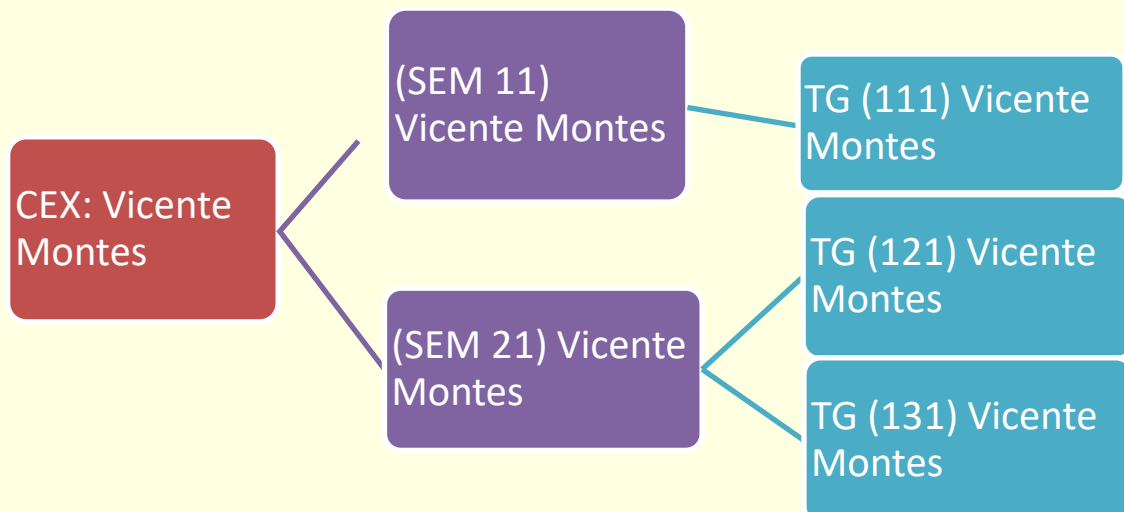 CEX: Vicente
Montes
(SEM 11)
Vicente Montes
(SEM 21) Vicente
Montes
TG (111) Vicente
Montes
TG (121) Vicente
Montes
TG (131) Vicente
Montes